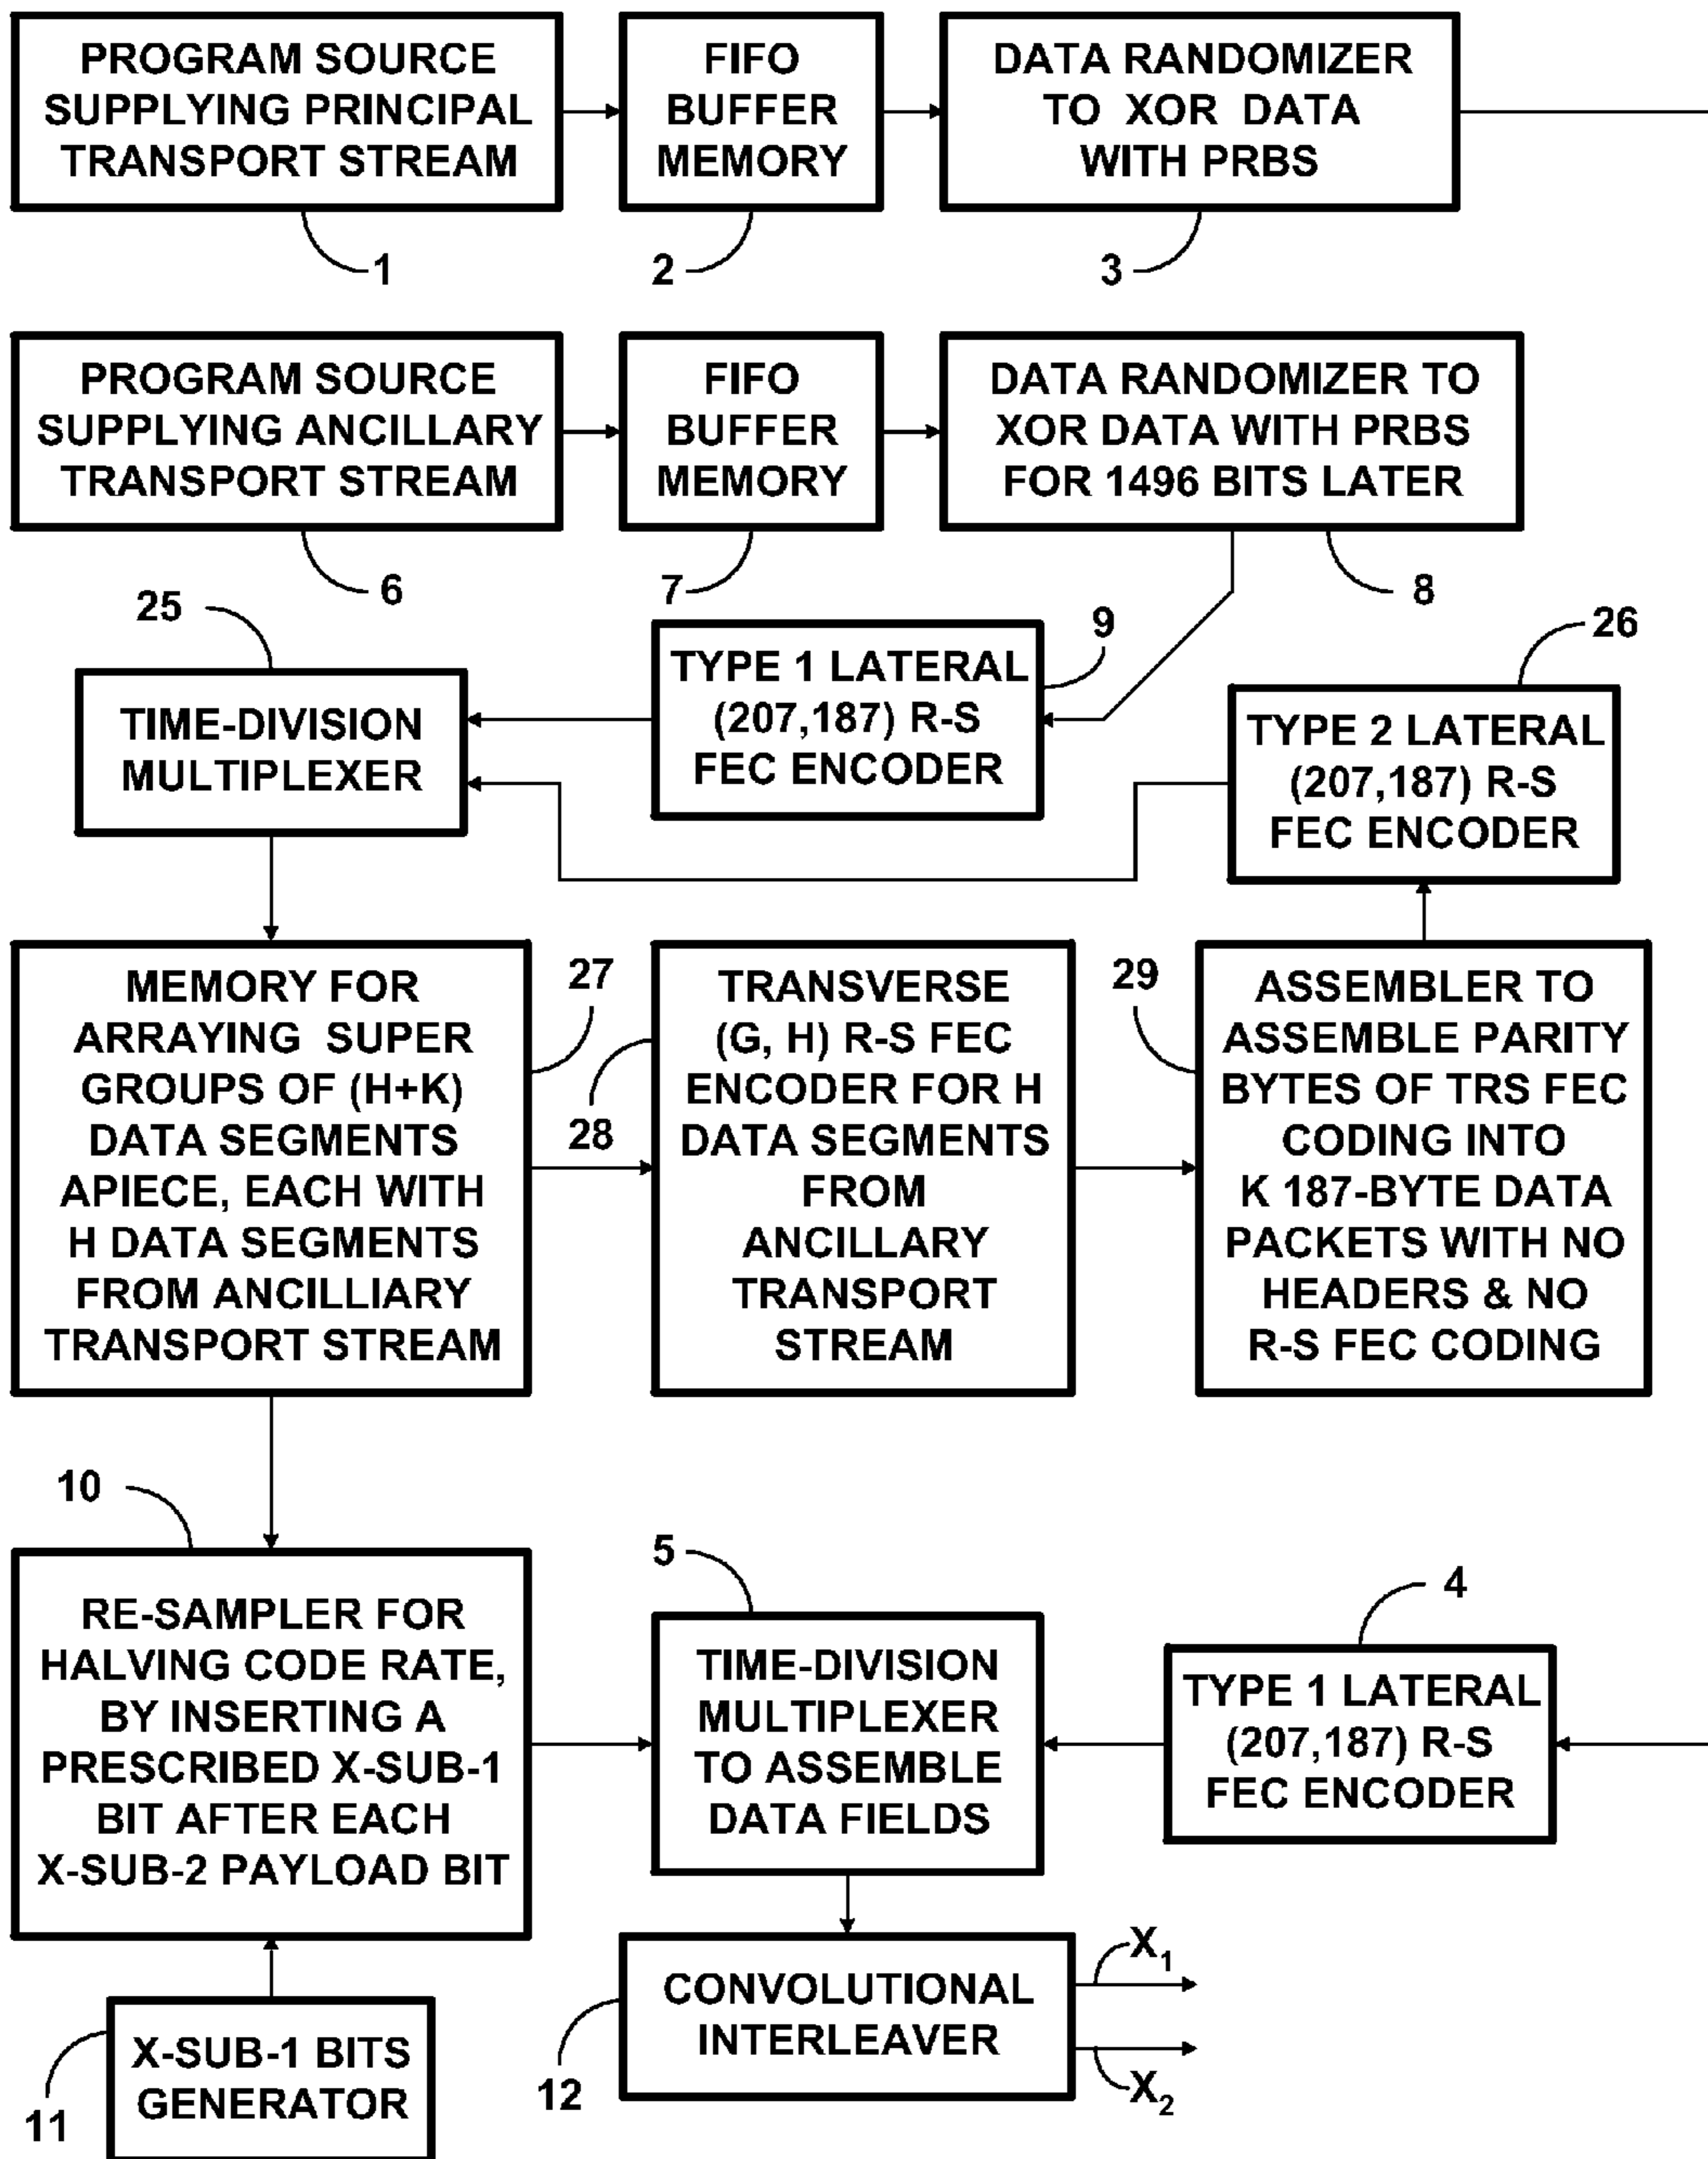 PROGRAM SOURCE
SUPPLYING PRINCIPAL
TRANSPORT STREAM
1
FIFO
BUFFER
MEMORY
2
DATA RANDOMIZER
TO XOR DATA
WITH PRBS
3
PROGRAM SOURCE
SUPPLYING ANCILLARY
TRANSPORT STREAM
6
FIFO
BUFFER
MEMORY
7
DATA RANDOMIZER TO
XOR DATA WITH PRBS
FOR 1496 BITS LATER
8
25
TIME-DIVISION
MULTIPLEXER
9
TYPE 1 LATERAL
(207,187) R-S
FEC ENCODER
26
TYPE 2 LATERAL
(207,187) R-S
FEC ENCODER
MEMORY FOR
ARRAYING SUPER
GROUPS OF (H+K)
DATA SEGMENTS
APIECE, EACH WITH
H DATA SEGMENTS
FROM ANCILLIARY
TRANSPORT STREAM
27
28
TRANSVERSE
(G, H) R-S FEC
ENCODER FOR H
DATA SEGMENTS
FROM
ANCILLARY
TRANSPORT
STREAM
29
ASSEMBLER TO
ASSEMBLE PARITY
BYTES OF TRS FEC
CODING INTO
K 187-BYTE DATA
PACKETS WITH NO
HEADERS & NO
R-S FEC CODING
10
RE-SAMPLER FOR
HALVING CODE RATE,
BY INSERTING A
PRESCRIBED X-SUB-1
BIT AFTER EACH
X-SUB-2 PAYLOAD BIT
5
TIME-DIVISION
MULTIPLEXER
TO ASSEMBLE
DATA FIELDS
4
TYPE 1 LATERAL
(207,187) R-S
FEC ENCODER
11
X-SUB-1 BITS
GENERATOR
12
CONVOLUTIONAL
INTERLEAVER
X1
X2